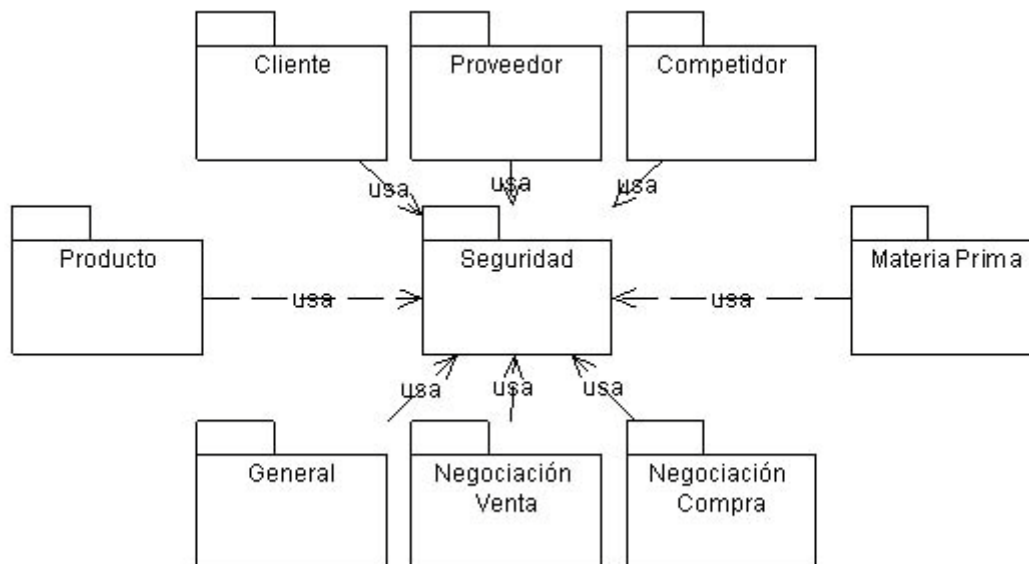 Cliente
Proveedor
Competidor
usa
usa
usa
Producto
Seguridad
Materia Prima
usa
usa
usa
usa
usa
General
Negociación
Venta
Negociación
Compra